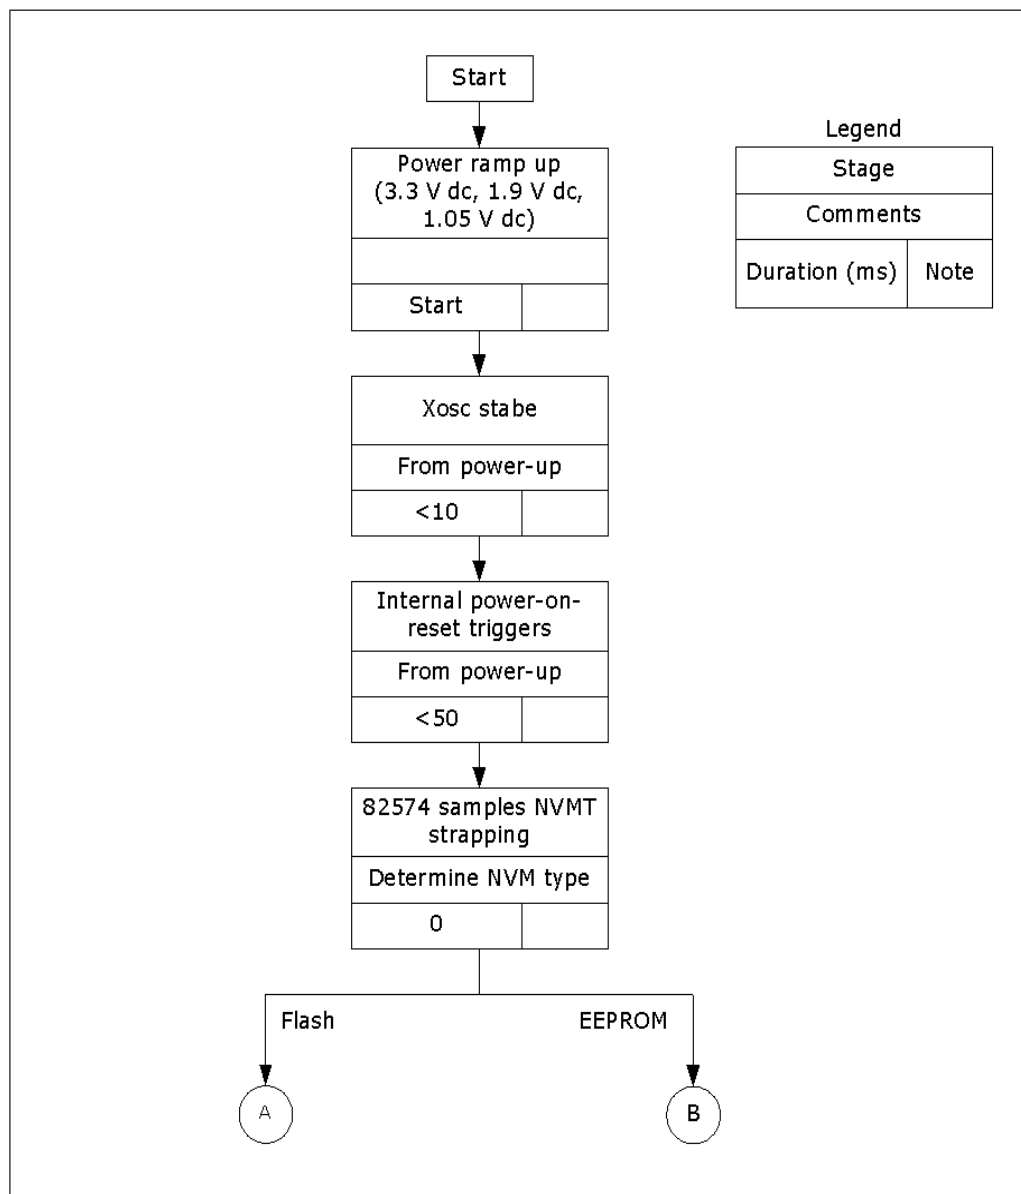 Start
Legend
Power ramp up
(3.3 V dc, 1.9 V dc,
1.05 V dc)
Start
Stage
Comments
Duration (ms) Note
Xosc stabe
From power-up
<10
Internal power-on-
reset triggers
From power-up
<50
82574 samples NVMT
strapping
Determine NVM type
0
Flash
EEPROM
A
B